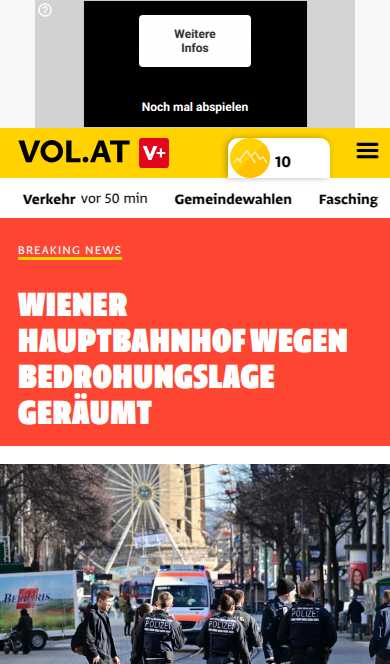 Weitere
Infos
Noch mal abspielen
VOL.AT V+
10
Verkehr vor 50 min Gemeindewahlen Fasching
BREAKING NEWS
WIENER
HAUPTBAHNHOF WEGEN
BEDROHUNGSLAGE
GERÄUMT
POLIZEI POLIZEI POLIZEI